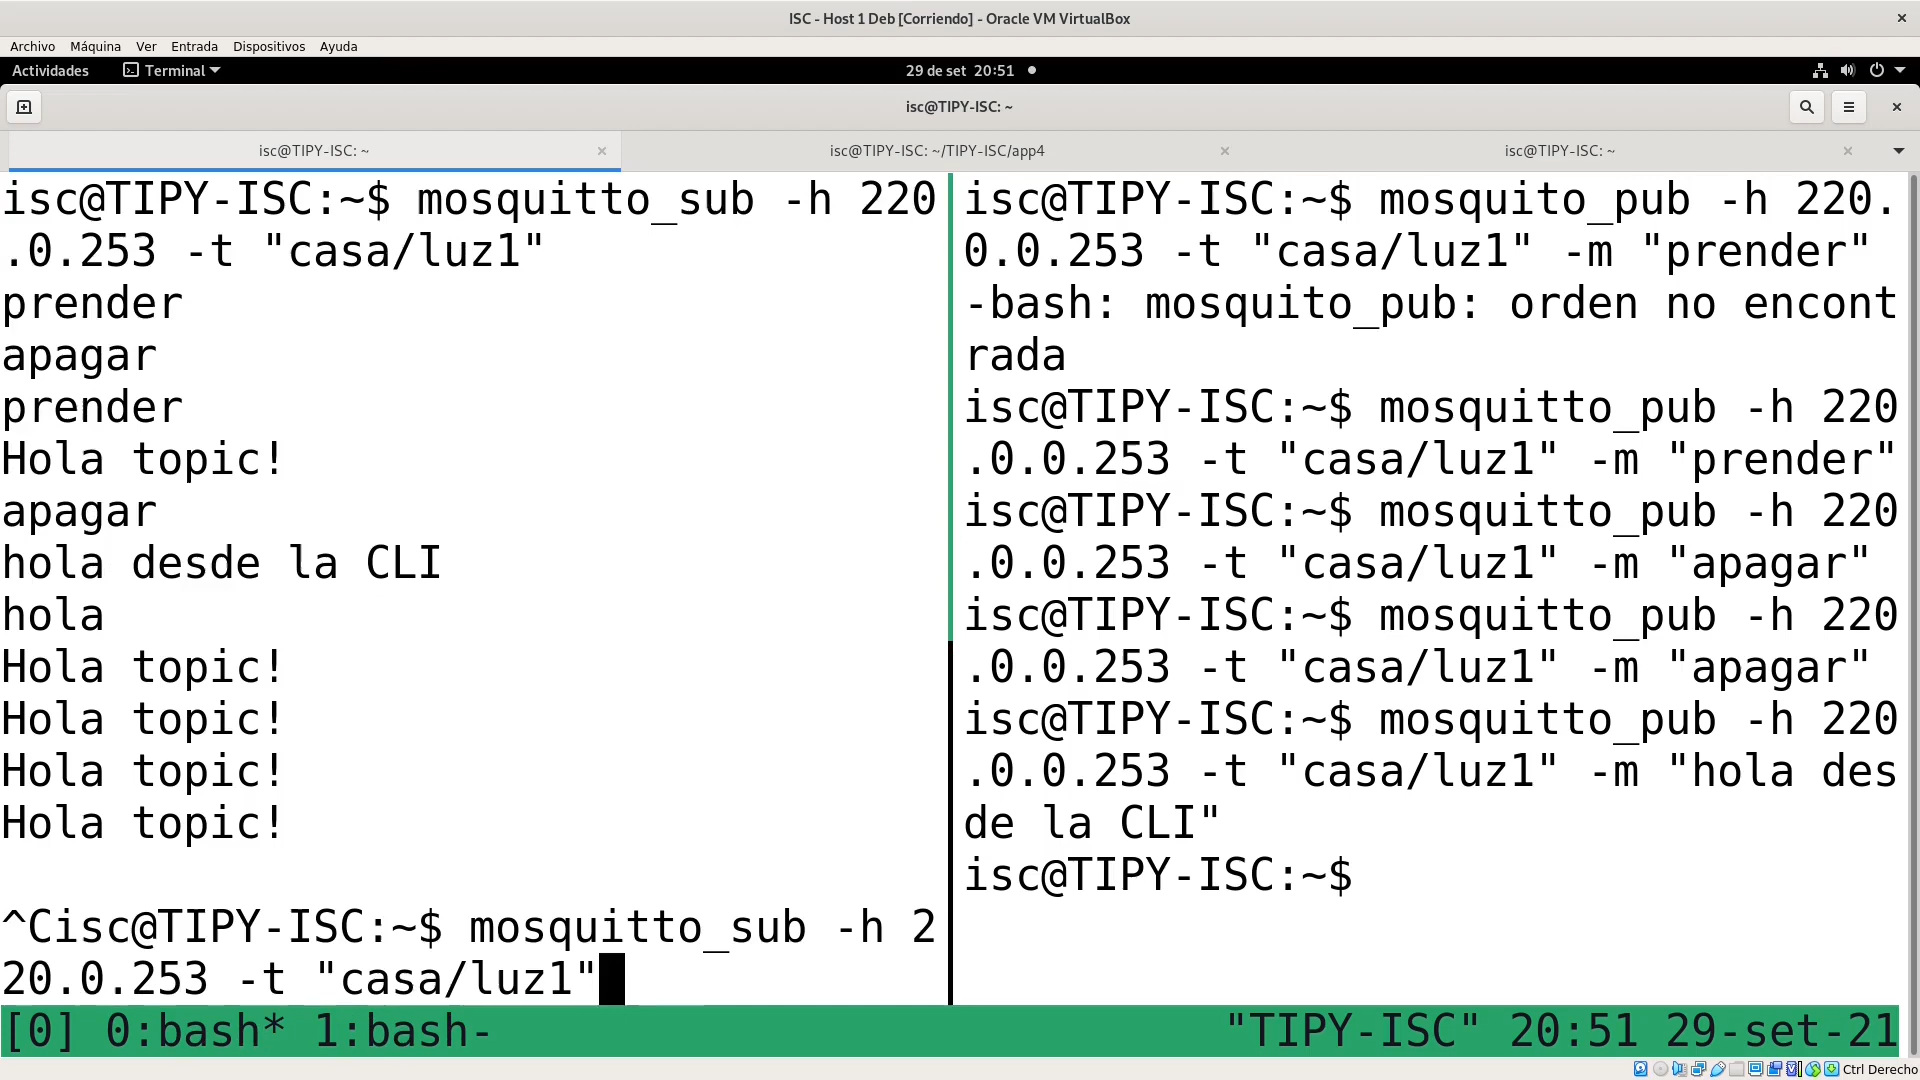 ISC - Host 1 Deb [Corriendo] - Oracle VM VirtualBox
Archivo Máquina Ver Entrada Dispositivos Ayuda
Actividades Terminal 29 de set 20:51
isc@TIPY-ISC: ~
isc@TIPY-ISC: ~ isc@TIPY-ISC: ~/TIPY-ISC/app4 isc@TIPY-ISC: ~
isc@TIPY-ISC:~$ mosquitto_sub -h 220
.0.253 -t "casa/luz1"
prender
apagar
prender
Hola topic!
apagar
hola desde la CLI
hola
Hola topic!
Hola topic!
Hola topic!
Hola topic!
^Cisc@TIPY-ISC:~$ mosquitto_sub -h 2
20.0.253 -t "casa/luz1"
isc@TIPY-ISC:~$ mosquito_pub -h 220.
0.0.253 -t "casa/luz1" -m "prender"
-bash: mosquito_pub: orden no encont
rada
isc@TIPY-ISC:~$ mosquitto_pub -h 220
.0.0.253 -t "casa/luz1" -m "prender"
isc@TIPY-ISC:~$ mosquitto_pub -h 220
.0.0.253 -t "casa/luz1" -m "apagar"
isc@TIPY-ISC:~$ mosquitto_pub -h 220
.0.0.253 -t "casa/luz1" -m "apagar"
isc@TIPY-ISC:~$ mosquitto_pub -h 220
.0.0.253 -t "casa/luz1" -m "hola des
de la CLI"
isc@TIPY-ISC:~$
[0] 0:bash* 1:bash- "TIPY-ISC" 20:51 29-set-21
Ctrl Derecho